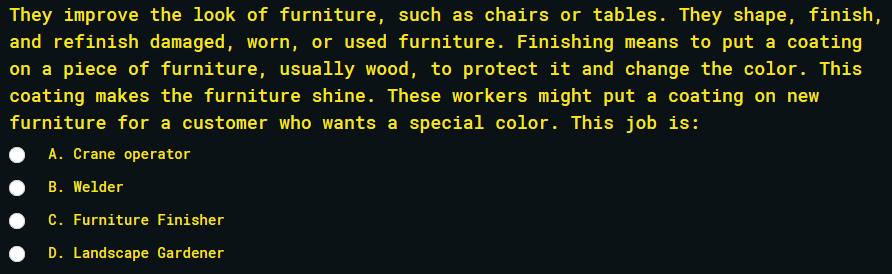 They improve the look of furniture, such as chairs or tables. They shape, finish,
and refinish damaged, worn, or used furniture. Finishing means to put a coating
on a piece of furniture, usually wood, to protect it and change the color. This
coating makes the furniture shine. These workers might put a coating on new
furniture for a customer who wants a special color. This job is:
A. Crane operator
B. Welder
C. Furniture Finisher
D. Landscape Gardener